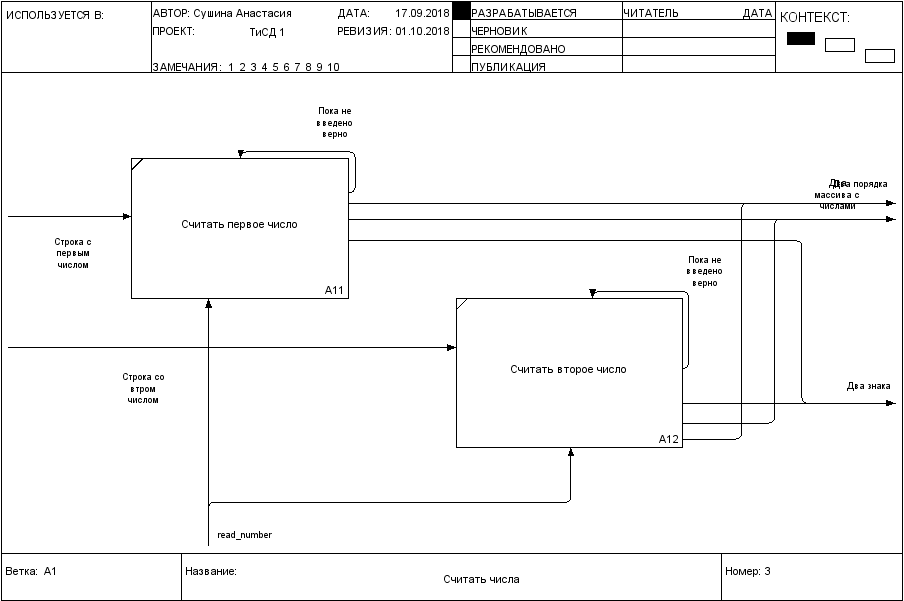 ИСПОЛЬЗУЕТСЯ В:
АВТОР: Сушина Анастасия
ДАТА: 17.09.2018
РАЗРАБАТЫВАЕТСЯ
ЧИТАТЕЛЬ
ДАТА
КОНТЕКСТ:
ПРОЕКТ: ТиСД 1
РЕВИЗИЯ: 01.10.2018
ЧЕРНОВИК
РЕКОМЕНДОВАНО
ЗАМЕЧАНИЯ: 1 2 3 4 5 6 7 8 9 10
ПУБЛИКАЦИЯ
Пока не
введено
верно
Считать первое число
A11
Строка с
первым
числом
Два
массива с
числами
Два порядка
Пока не
введено
верно
Считать второе число
A12
Строка со
втром
числом
Два знака
read_number
Ветка: A1
Название:
Считать числа
Номер: 3